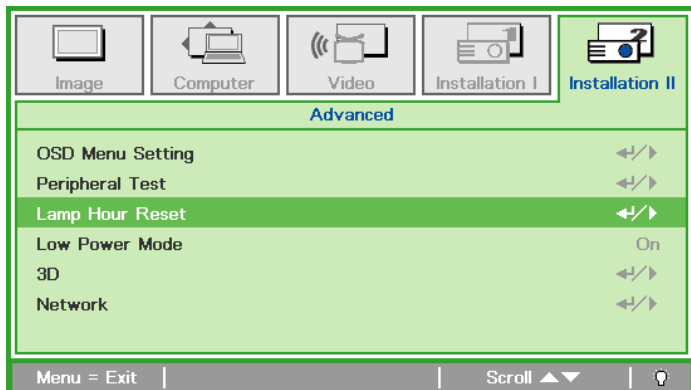 Image Computer Video Installation I Installation II
Advanced
OSD Menu Setting
Peripheral Test
Lamp Hour Reset
Low Power Mode On
3D
Network
Menu = Exit Scroll ▲▼